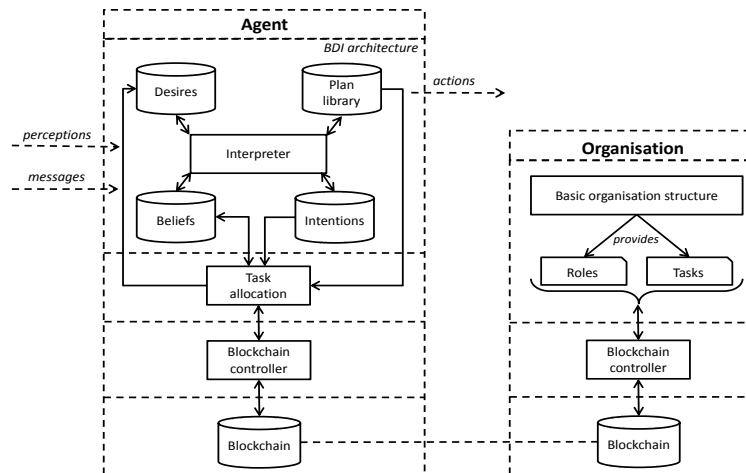 Agent
BDI architecture
Desires
Plan
library
actions
perceptions
Interpreter
messages
Beliefs
Intentions
Task
allocation
Blockchain
controller
Blockchain
Organisation
Basic organisation structure
provides
Roles
Tasks
Blockchain
controller
Blockchain